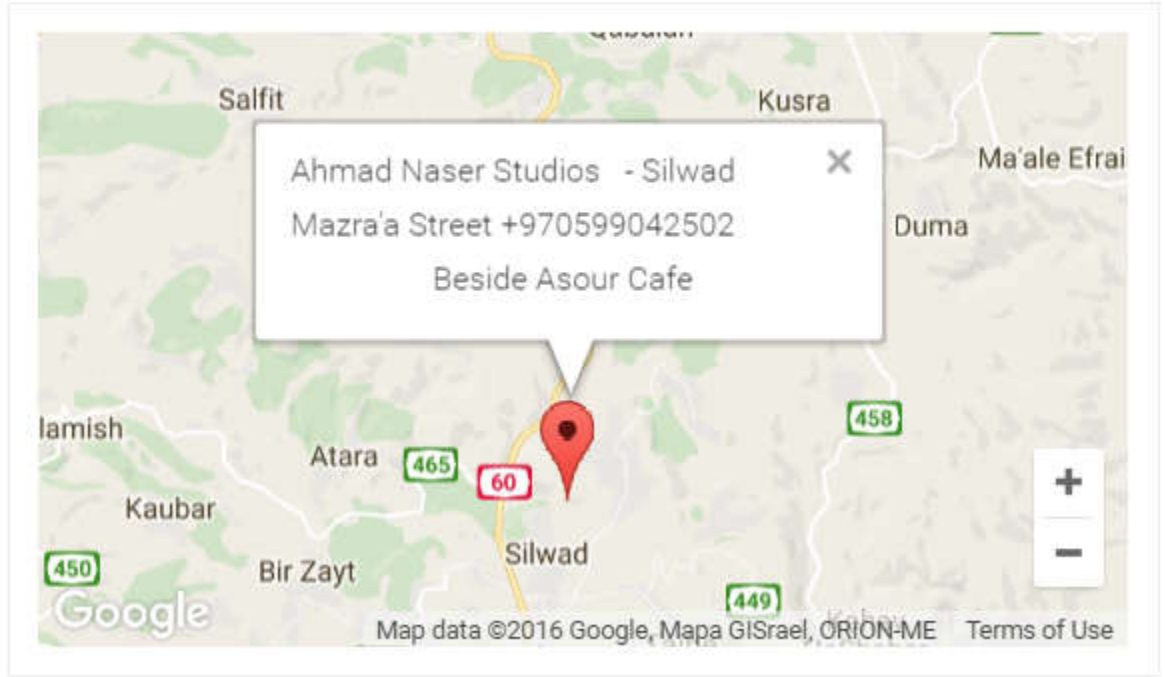 Salfit
Kusra
Ahmad Naser Studios - Silwad
Mazra'a Street +970599042502
Beside Asour Cafe
×
Ma'ale Efrai
Duma
458
lamish
Atara
465
60
Kaubar
Silwad
Bir Zayt
450
449
+
−
Google
Map data ©2016 Google, Mapa GISrael, ORION-ME Terms of Use